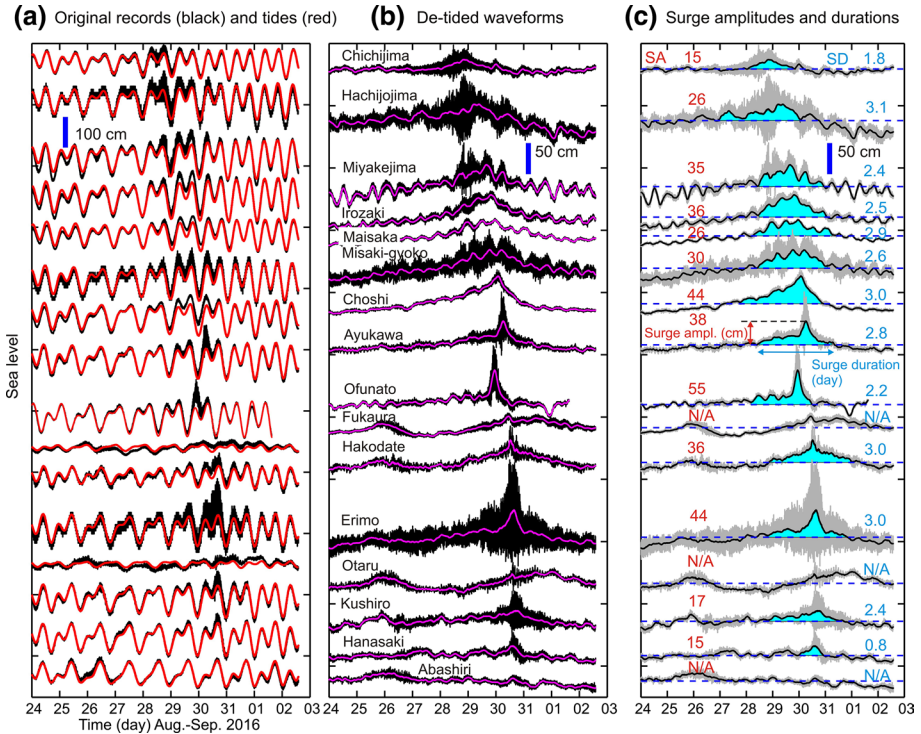 (a) Original records (black) and tides (red)
Sea level
100 cm
24 25 26 27 28 29 30 31 01 02 03
Time (day) Aug.-Sep. 2016
(b) De-tided waveforms
Chichijima
Hachijojima
50 cm
Miyakejima
Irozaki
Maisaka
Misaki-gyoko
Choshi
Ayukawa
Ofunato
Fukaura
Hakodate
Erimo
Otaru
Kushiro
Hanasaki
Abashiri
24 25 26 27 28 29 30 31 01 02 03
(c) Surge amplitudes and durations
SA 15 SD 1.8
26 3.1
50 cm
35 2.4
36 2.5
26 2.9
30 2.6
44 3.0
38
Surge ampl. (cm) 2.8
Surge duration
(day)
55 2.2
N/A N/A
36 3.0
44 3.0
N/A N/A
17 2.4
15 0.8
N/A N/A
24 25 26 27 28 29 30 31 01 02 03